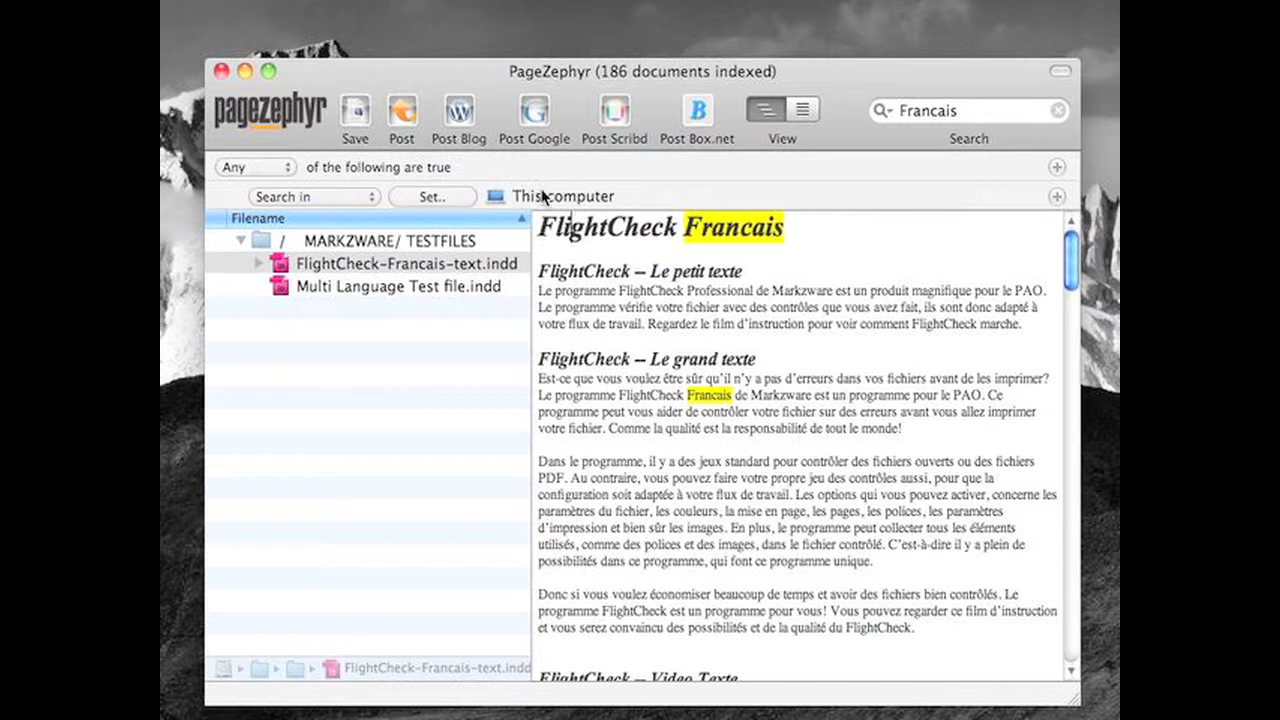 PageZephyr (186 documents indexed)
pagezephyr
Save
Post
Post Blog
Post Google
Post Scribd
Post Box.net
View
Francais
Search
Any of the following are true
Search in Set.. This computer
Filename
/ MARKZWARE/ TESTFILES
FlightCheck-Francais-text.indd
Multi Language Test file.indd
FlightCheck-Francais-text.indd
FlightCheck Francais
FlightCheck – Le petit texte
Le programme FlightCheck Professional de Markzware est un produit magnifique pour le PAO.
Le programme vérifie votre fichier avec des contrôles que vous avez fait, ils sont donc adapté à
votre flux de travail. Regardez le film d’instruction pour voir comment FlightCheck marche.
FlightCheck – Le grand texte
Est-ce que vous voulez être sûr qu’il n’y a pas d’erreurs dans vos fichiers avant de les imprimer?
Le programme FlightCheck Francais de Markzware est un programme pour le PAO. Ce
programme peut vous aider de contrôler votre fichier sur des erreurs avant vous allez imprimer
votre fichier. Comme la qualité est la responsabilité de tout le monde!
Dans le programme, il y a des jeux standard pour contrôler des fichiers ouverts ou des fichiers
PDF. Au contraire, vous pouvez faire votre propre jeu des contrôles aussi, pour que la
configuration soit adaptée à votre flux de travail. Les options qui vous pouvez activer, concerne les
paramètres du fichier, les couleurs, la mise en page, les pages, les polices, les paramètres
d’impression et bien sûr les images. En plus, le programme peut collecter tous les éléments
utilisés, comme des polices et des images, dans le fichier contrôlé. C’est-à-dire il y a plein de
possibilités dans ce programme, qui font ce programme unique.
Donc si vous voulez économiser beaucoup de temps et avoir des fichiers bien contrôlés. Le
programme FlightCheck est un programme pour vous! Vous pouvez regarder ce film d’instruction
et vous serez convaincu des possibilités et de la qualité du FlightCheck.
FlightCheck – Video Texte